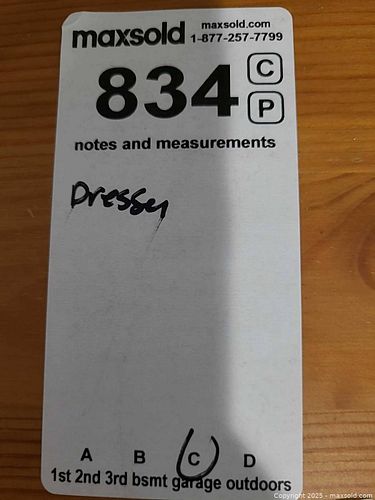 maxsold maxsold.com
1-877-257-7799
834 C
P
notes and measurements
Dressy
A B C D
1st 2nd 3rd bsmt garage outdoors
Copyright 2025 - maxsold.com